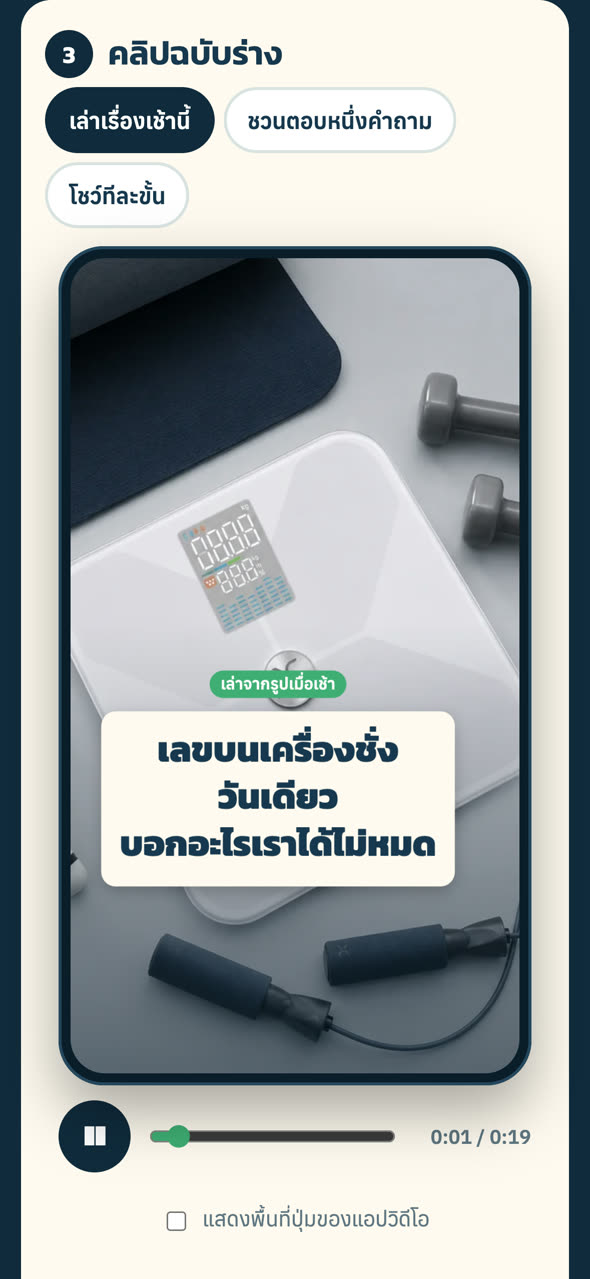 3 คลิปฉบับร่าง
เล่าเรื่องเช้านี้
ชวนตอบหนึ่งคำถาม
โชว์ทีละขั้น
kg
888.8
88.8
เล่าจากรูปเมื่อเช้า
เลขบนเครื่องชั่ง
วันเดียว
บอกอะไรเราได้ไม่หมด
0:01 / 0:19
แสดงพื้นที่ปุ่มของแอปวิดีโอ